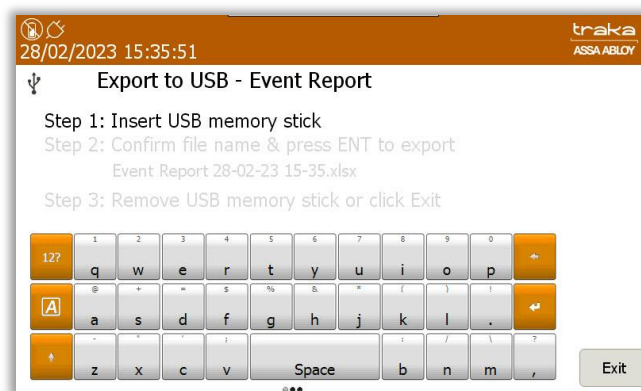 traka
28/02/2023 15:35:51
ASSA ABLOY
Export to USB - Event Report
Step 1: Insert USB memory stick
Step 2: Confirm file name & press ENT to export
Event Report 28-02-23 15-35.xlsx
Step 3: Remove USB memory stick or click Exit
1 2 3 4 5 6 7 8 9 0
12? q w e r t y u i o p
@ + = $ % & * ( ) !
A a s d f g h j k l .
- " ' ; : / \ ?
z x c v Space b n m ,
Exit